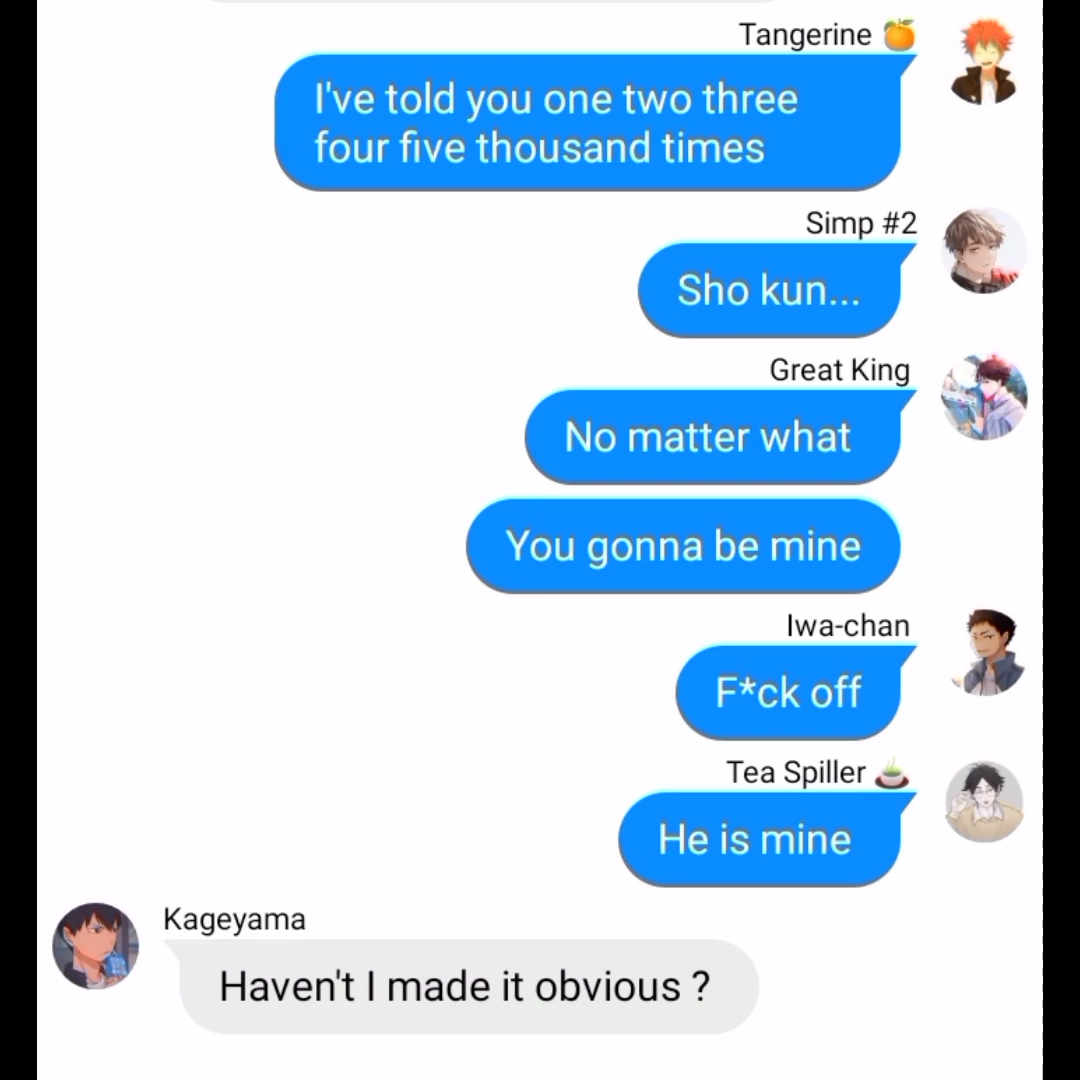 Tangerine 🍊
I've told you one two three
four five thousand times
Simp #2
Sho kun...
Great King
No matter what
You gonna be mine
Iwa-chan
F*ck off
Tea Spiller 🍵
He is mine
Kageyama
Haven't I made it obvious ?